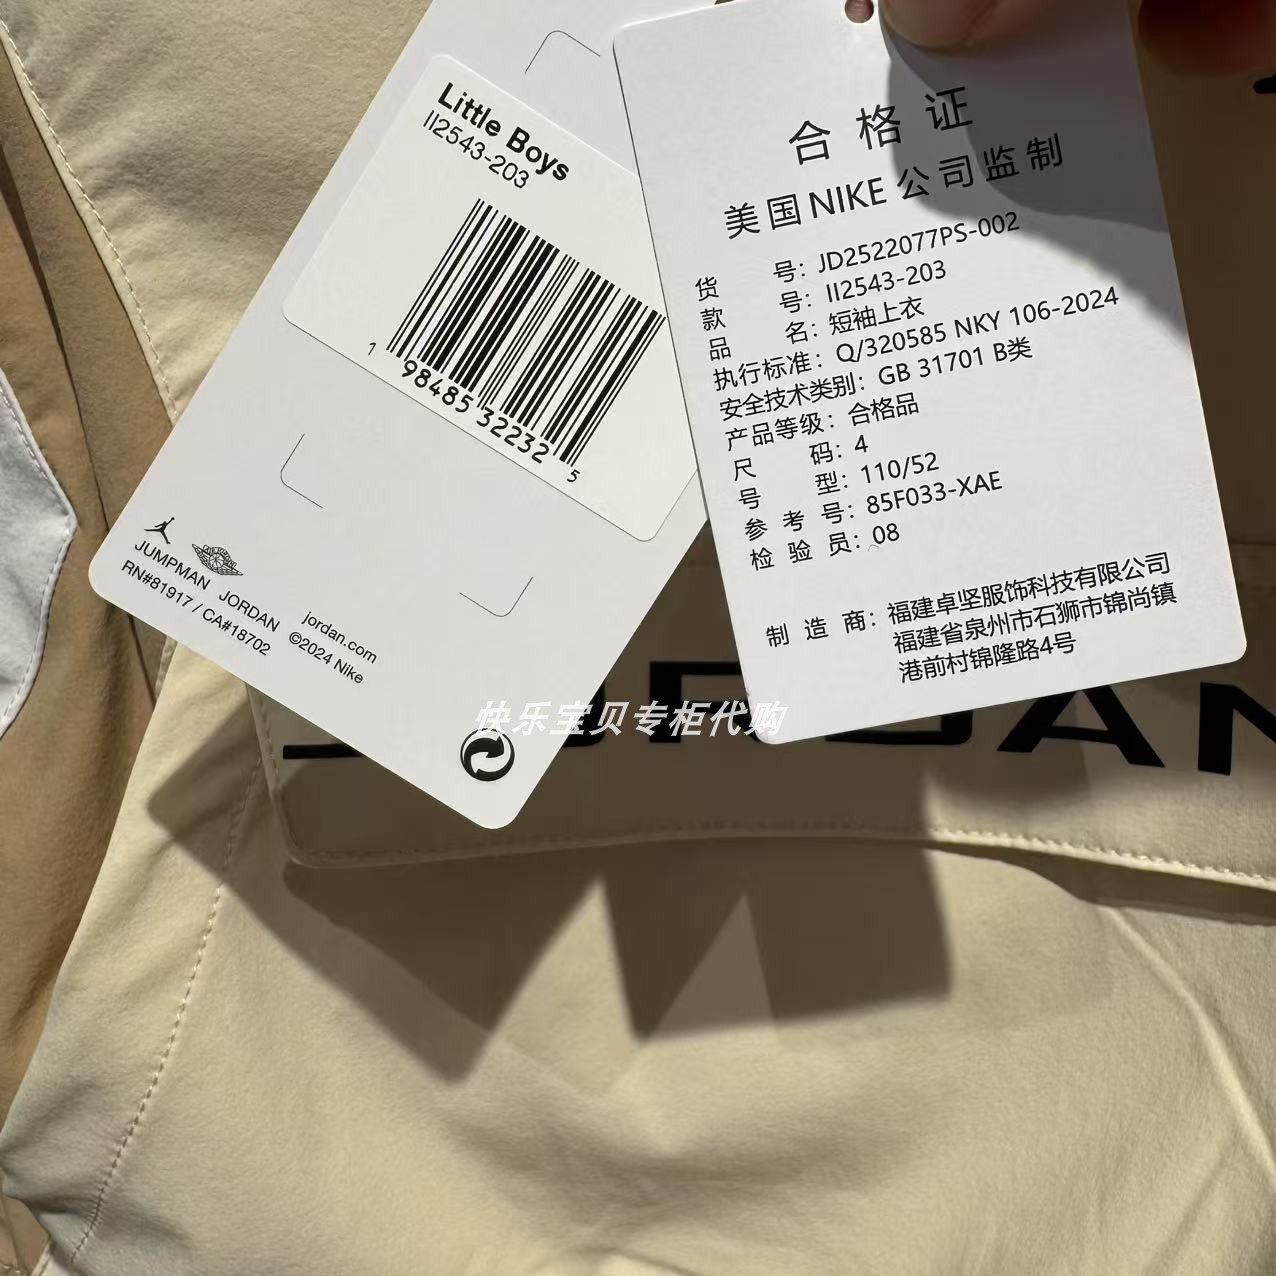 Little Boys
II2543-203
1 98485 32232 5
JUMPMAN JORDAN
RN#81917 / CA#18702
jordan.com
©2024 Nike
合格证
美国NIKE公司监制
货号：JD2522077PS-002
款号：II2543-203
品名：短袖上衣
执行标准：Q/320585 NKY 106-2024
安全技术类别：GB 31701 B类
产品等级：合格品
尺码：4
号型：110/52
参考号：85F033-XAE
检验员：08
制造商：福建卓坚服饰科技有限公司
福建省泉州市石狮市锦尚镇
港前村锦隆路4号
快乐宝贝专柜代购
JORDAN